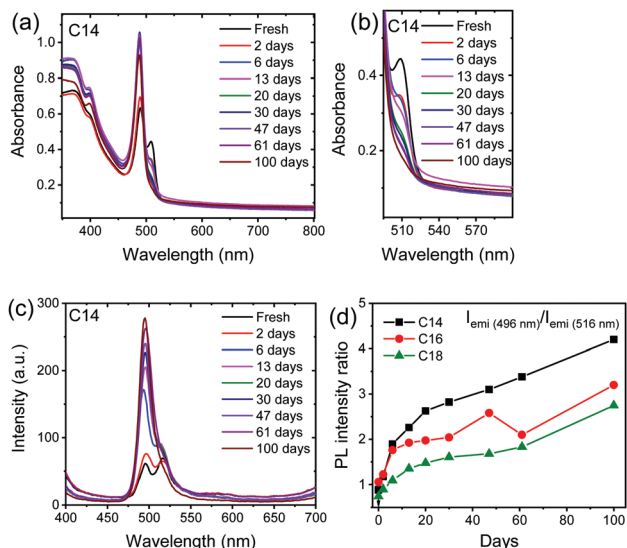 (a)
C14
Fresh
2 days
6 days
13 days
20 days
30 days
47 days
61 days
100 days
1.0
0.8
0.6
0.4
0.2
Absorbance
400 500 600 700 800
Wavelength (nm)
(b)
C14
Fresh
2 days
6 days
13 days
20 days
30 days
47 days
61 days
100 days
0.4
0.2
Absorbance
510 540 570
Wavelength (nm)
(c)
C14
Fresh
2 days
6 days
13 days
20 days
30 days
47 days
61 days
100 days
300
200
100
50
0
Intensity (a.u.)
400 450 500 550 600 650 700
Wavelength (nm)
(d)
C14
C16
C18
I emi (496 nm)/I emi (516 nm)
5
4
3
2
1
PL intensity ratio
0 20 40 60 80 100
Days